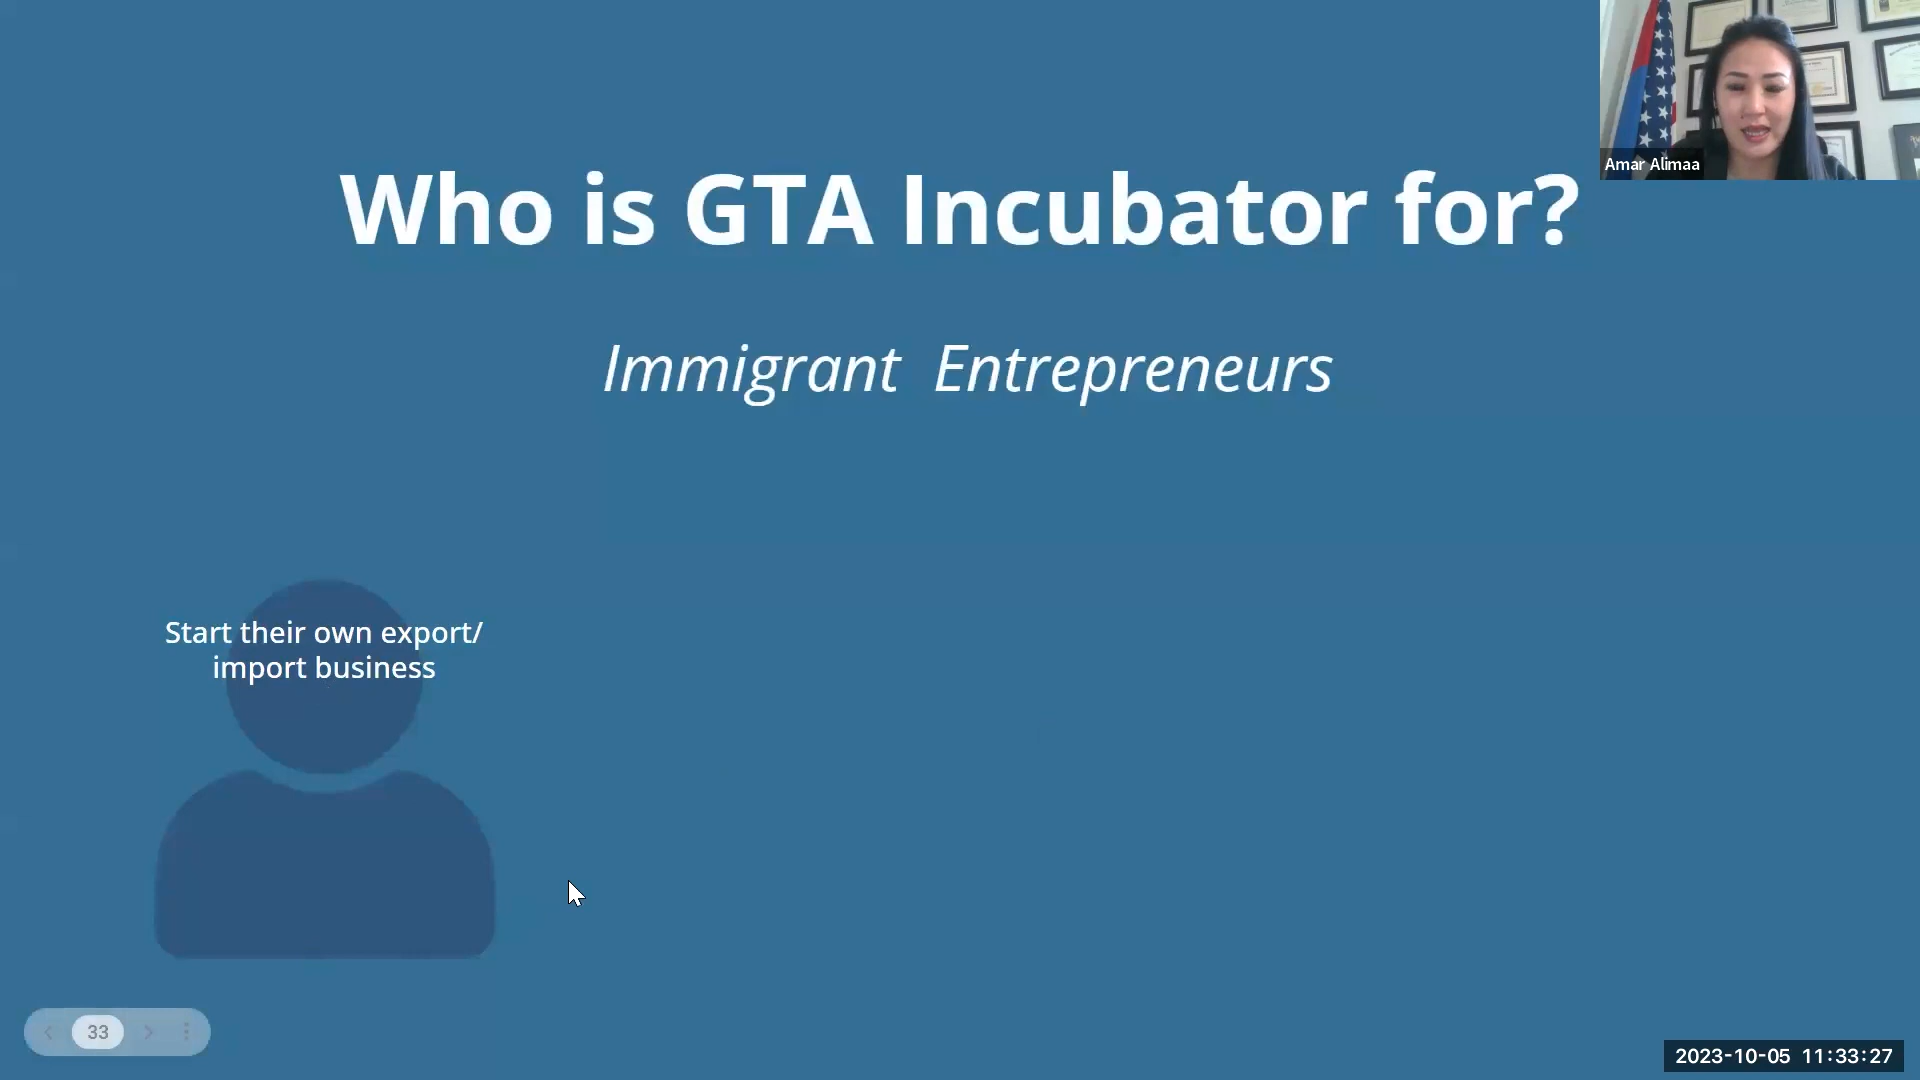 Who is GTA Incubator for?
Amar Alimaa
Immigrant Entrepreneurs
Start their own export/
import business
33
2023-10-05 11:33:27